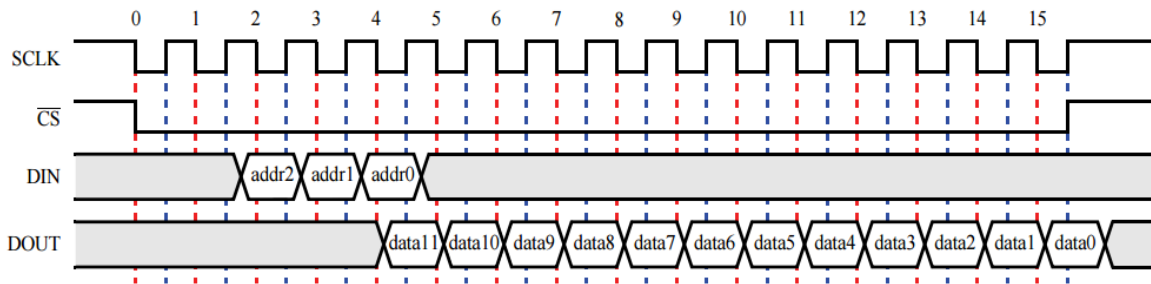 0 1 2 3 4 5 6 7 8 9 10 11 12 13 14 15
SCLK
CS
DIN addr2 addr1 addr0
DOUT data11 data10 data9 data8 data7 data6 data5 data4 data3 data2 data1 data0